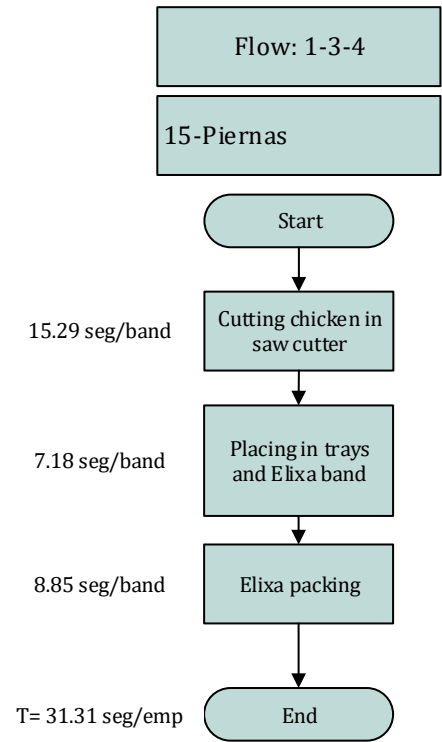 Flow: 1-3-4
15-Piernas
Start
15.29 seg/band
Cutting chicken in
saw cutter
7.18 seg/band
Placing in trays
and Elixa band
8.85 seg/band
Elixa packing
T= 31.31 seg/emp
End